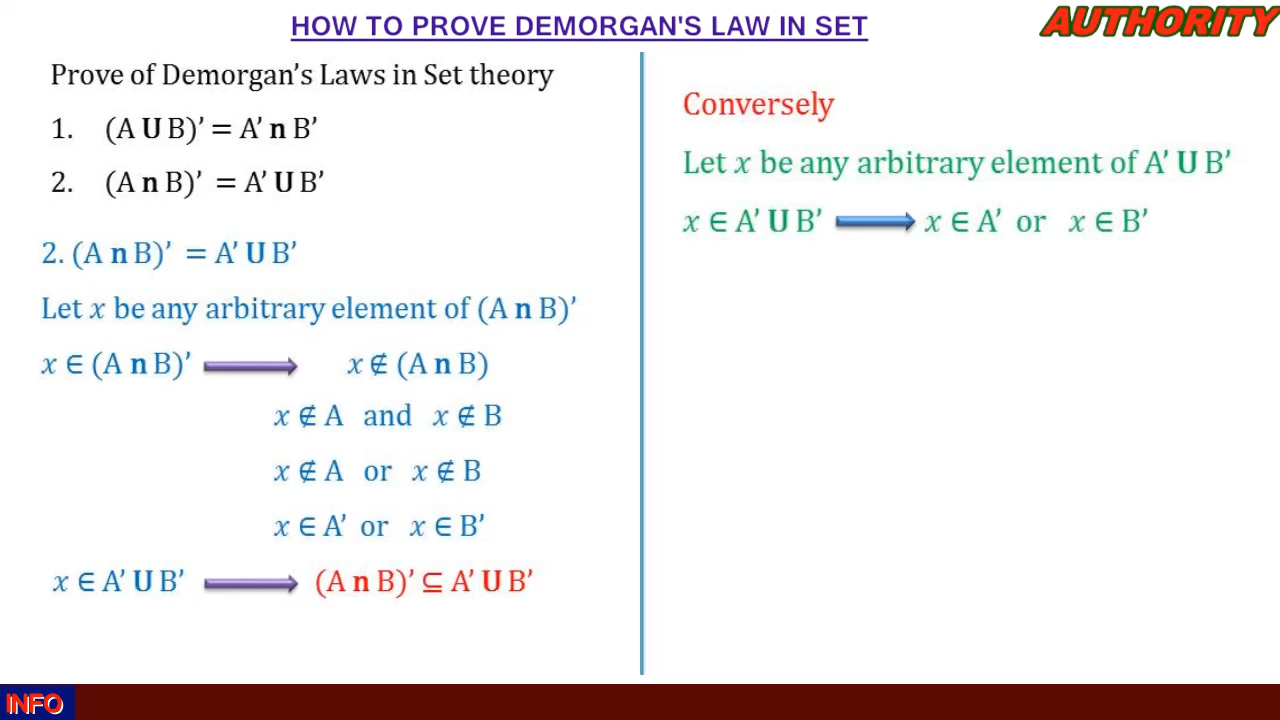 HOW TO PROVE DEMORGAN'S LAW IN SET
AUTHORITY
Prove of Demorgan's Laws in Set theory
1. (A U B)’ = A’ n B’
2. (A n B)’ = A’ U B’
2. (A n B)’ = A’ U B’
Let x be any arbitrary element of (A n B)’
x ∈ (A n B)’ ⟶ x ∉ (A n B)
x ∉ A and x ∉ B
x ∉ A or x ∉ B
x ∈ A’ or x ∈ B’
x ∈ A’ U B’ ⟶ (A n B)’ ⊆ A’ U B’
Conversely
Let x be any arbitrary element of A’ U B’
x ∈ A’ U B’ ⟶ x ∈ A’ or x ∈ B’
INFO